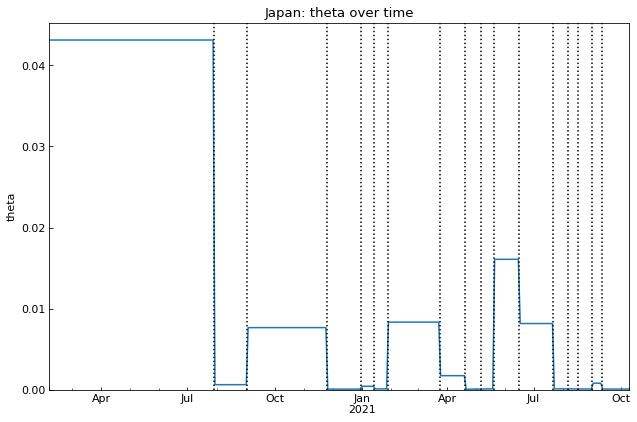 Japan: theta over time
theta
0.04
0.03
0.02
0.01
0.00
Apr
Jul
Oct
Jan
2021
Apr
Jul
Oct